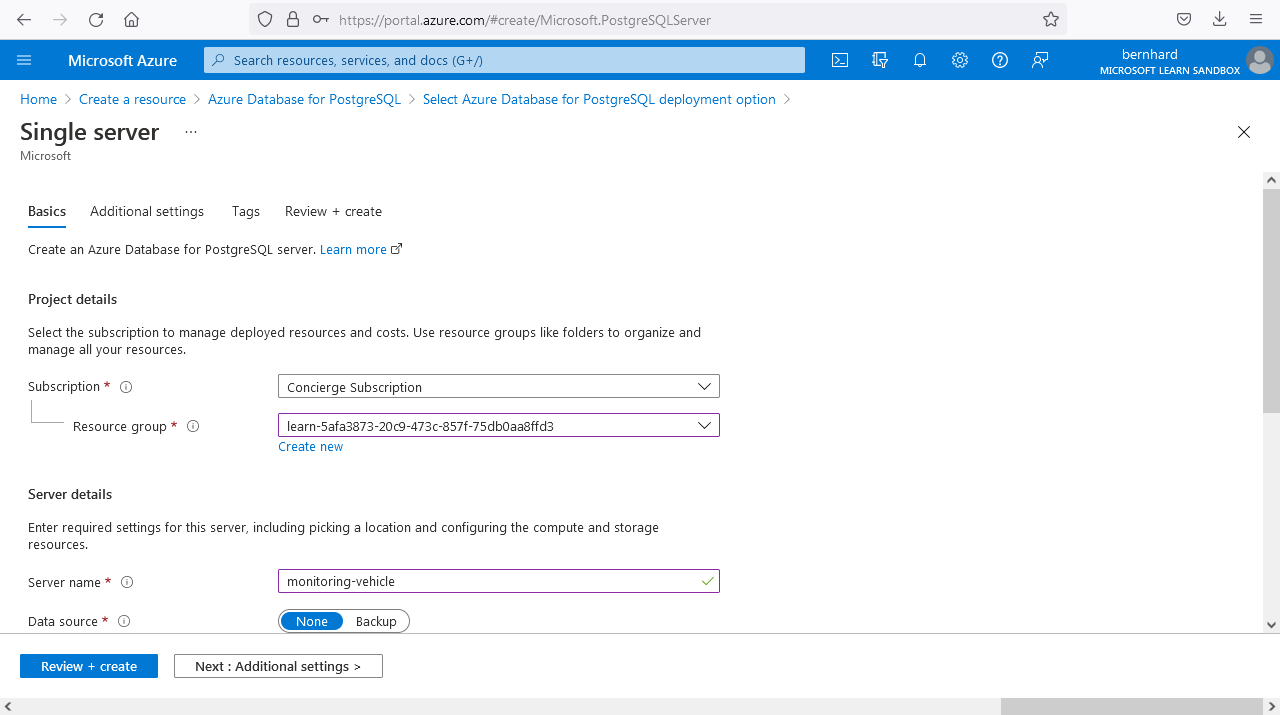 https://portal.azure.com/#create/Microsoft.PostgreSQLServer
Microsoft Azure
Search resources, services, and docs (G+/)
bernhard
MICROSOFT LEARN SANDBOX
Home > Create a resource > Azure Database for PostgreSQL > Select Azure Database for PostgreSQL deployment option >
Single server ...
Microsoft
Basics Additional settings Tags Review + create
Create an Azure Database for PostgreSQL server. Learn more
Project details
Select the subscription to manage deployed resources and costs. Use resource groups like folders to organize and
manage all your resources.
Subscription * Concierge Subscription
Resource group * learn-5afa3873-20c9-473c-857f-75db0aa8ffd3
Create new
Server details
Enter required settings for this server, including picking a location and configuring the compute and storage
resources.
Server name * monitoring-vehicle
Data source * None Backup
Review + create Next : Additional settings >